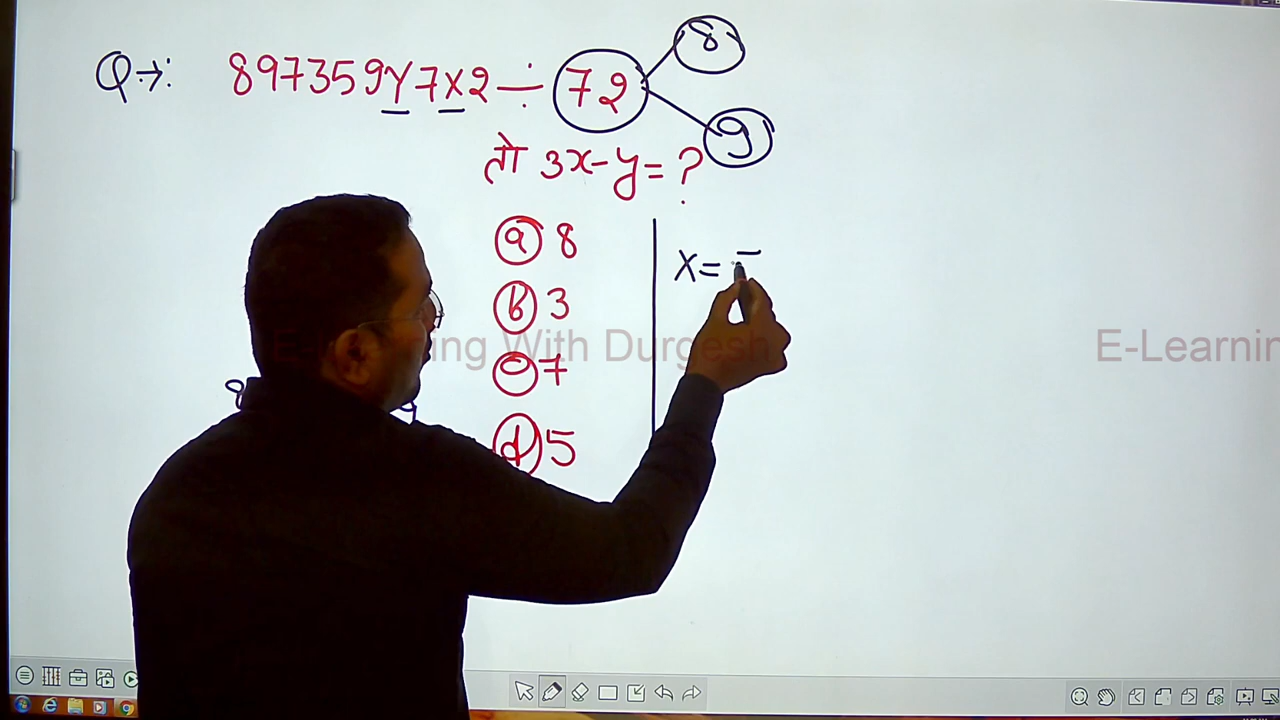 Q→: 897359Y7X2 ÷ 72 8
9
तो 3x-y= ?
a 8
X=
b 3
E-Learning With Durgesh E-Learnin
c 7
d 5